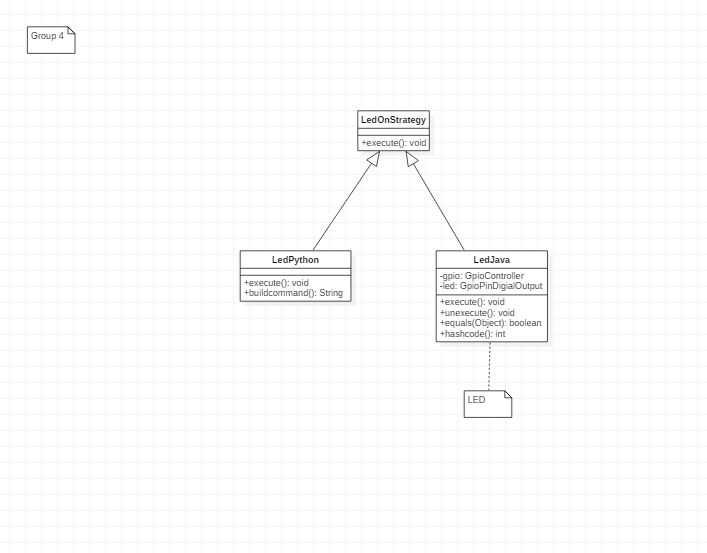 Group 4
LedOnStrategy
+execute(): void
LedPython
+execute(): void
+buildcommand(): String
LedJava
-gpio: GpioController
-led: GpioPinDigialOutput
+execute(): void
+unexecute(): void
+equals(Object): boolean
+hashcode(): int
LED